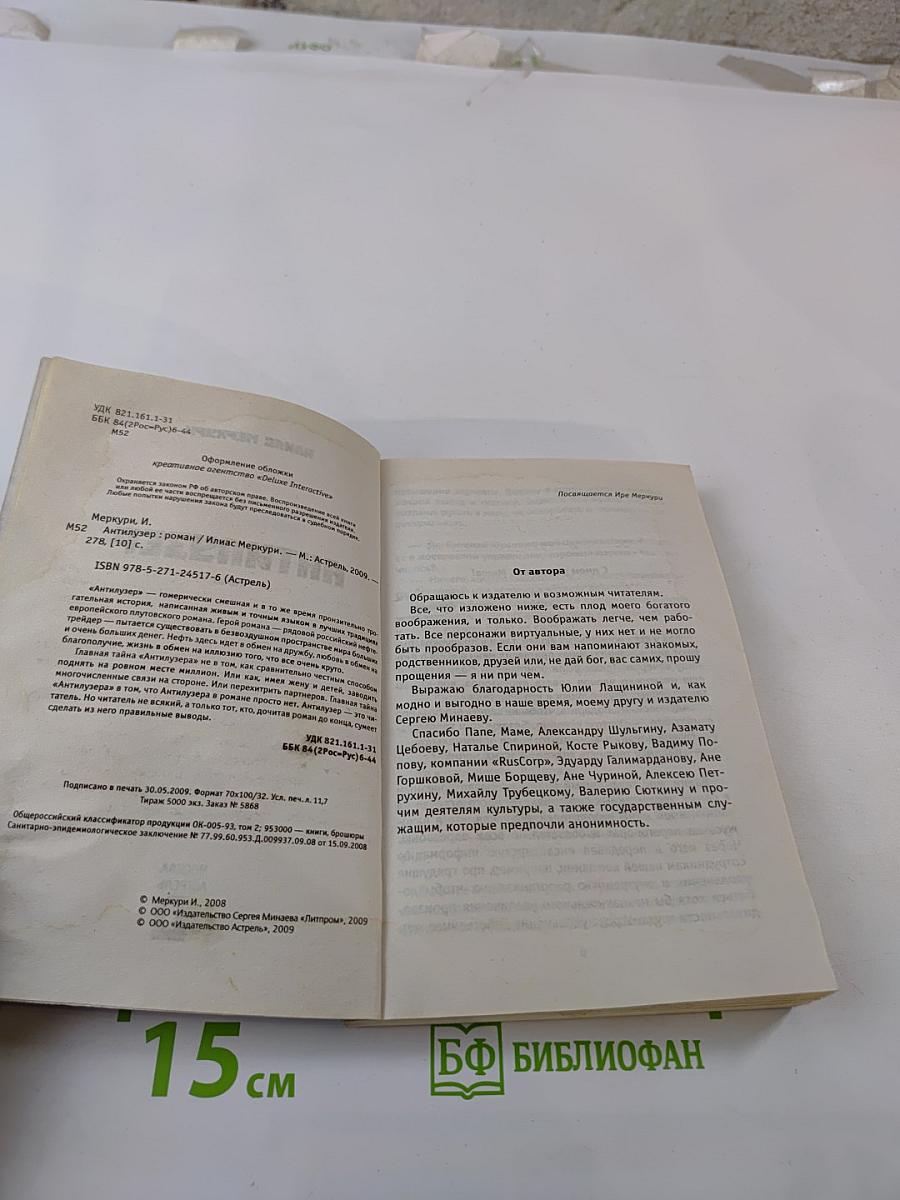 УДК 821.161.1-31
ББК 84(2Рос=Рус)6-44
М52
Оформление обложки
креативное агентство «Deluxe Interactive»
Охраняется законом РФ об авторском праве. Воспроизведение всей книги
или любой ее части воспрещается без письменного разрешения издателя.
Любые попытки нарушения закона будут преследоваться в судебном порядке.
Меркури, И.
М52 Антилузер : роман / Илиас Меркури. — М.: Астрель, 2009. —
278, [10] с.
ISBN 978-5-271-24517-6 (Астрель)
«Антилузер» — гомерически смешная и в то же время пронзительно тро-
гательная история, написанная живым и точным языком в лучших традициях
европейского плутовского романа. Герой романа — рядовой российский нефте-
трейдер — пытается существовать в безвоздушном пространстве мира больших
и очень больших денег. Нефть здесь идет в обмен на дружбу, любовь в обмен на
благополучие, жизнь в обмен на иллюзию того, что все очень круто.
Главная тайна «Антилузера» не в том, как сравнительно честным способом
поднять на ровном месте миллион. Или как, имея жену и детей, заводить
многочисленные связи на стороне. Или перехитрить партнеров. Главная тайна
«Антилузера» в том, что Антилузера в романе просто нет. Антилузер — это чи-
татель. Но читатель не всякий, а только тот, кто, дочитав роман до конца, сумеет
сделать из него правильные выводы.
УДК 821.161.1-31
ББК 84(2Рос=Рус)6-44
Подписано в печать 30.05.2009. Формат 70х100/32. Усл. печ. л. 11,7
Тираж 5000 экз. Заказ № 5868
Общероссийский классификатор продукции ОК-005-93, том 2; 953000 — книги, брошюры
Санитарно-эпидемиологическое заключение № 77.99.60.953.Д.009937.09.08 от 15.09.2008
© Меркури И., 2008
© ООО «Издательство Сергея Минаева «Литпром», 2009
© ООО «Издательство Астрель», 2009
Посвящается Ире Меркури
От автора
Обращаюсь к издателю и возможным читателям.
Все, что изложено ниже, есть плод моего богатого
воображения, и только. Воображать легче, чем рабо-
тать. Все персонажи виртуальные, у них нет и не могло
быть прообразов. Если они вам напоминают знакомых,
родственников, друзей или, не дай бог, вас самих, прошу
прощения — я ни при чем.
Выражаю благодарность Юлии Лащининой и, как
модно и выгодно в наше время, моему другу и издателю
Сергею Минаеву.
Спасибо Папе, Маме, Александру Шульгину, Азамату
Цебоеву, Наталье Спириной, Косте Рыкову, Вадиму По-
пову, компании «RusCorp», Эдуарду Галимарданову, Ане
Горшковой, Мише Борщеву, Ане Чуриной, Алексею Пет-
рухину, Михайлу Трубецкому, Валерию Сюткину и про-
чим деятелям культуры, а также государственным слу-
жащим, которые предпочли анонимность.
15 см
БФ БИБЛИОФАН